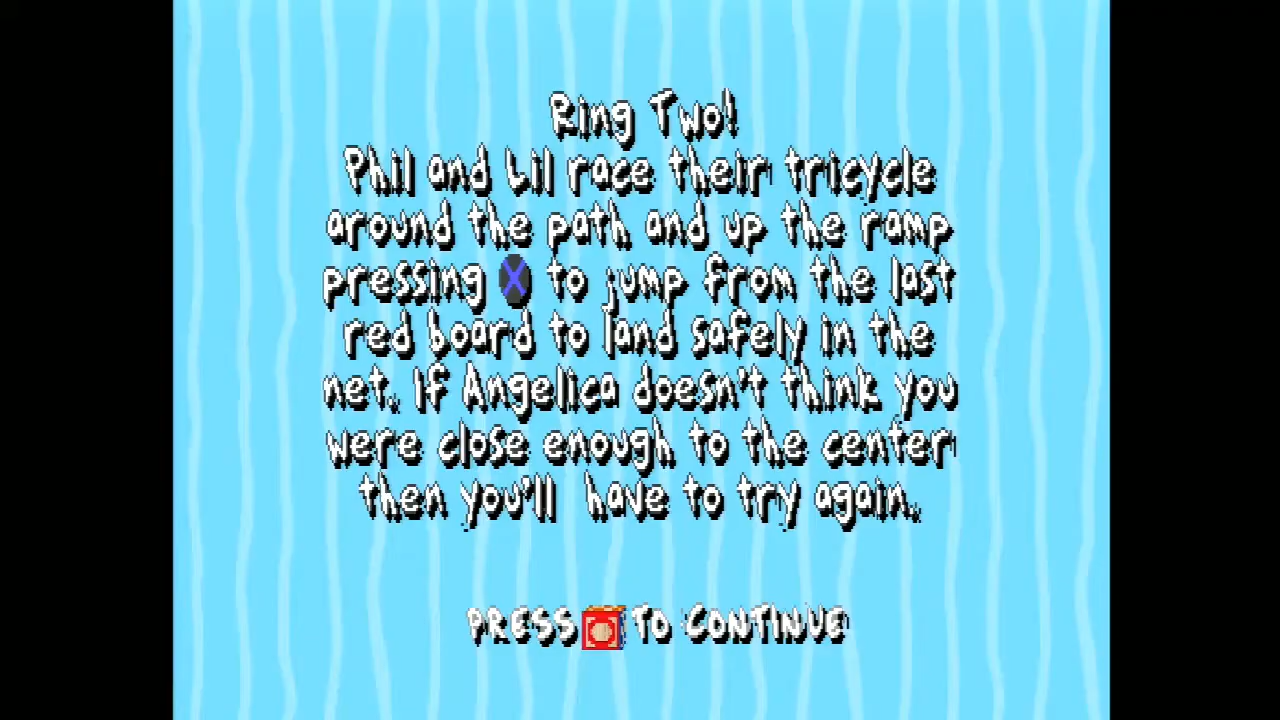 Ring Two!
Phil and Lil race their tricycle
around the path and up the ramp
pressing X to jump from the last
red board to land safely in the
net. If Angelica doesn't think you
were close enough to the center
then you'll have to try again.
PRESS TO CONTINUE